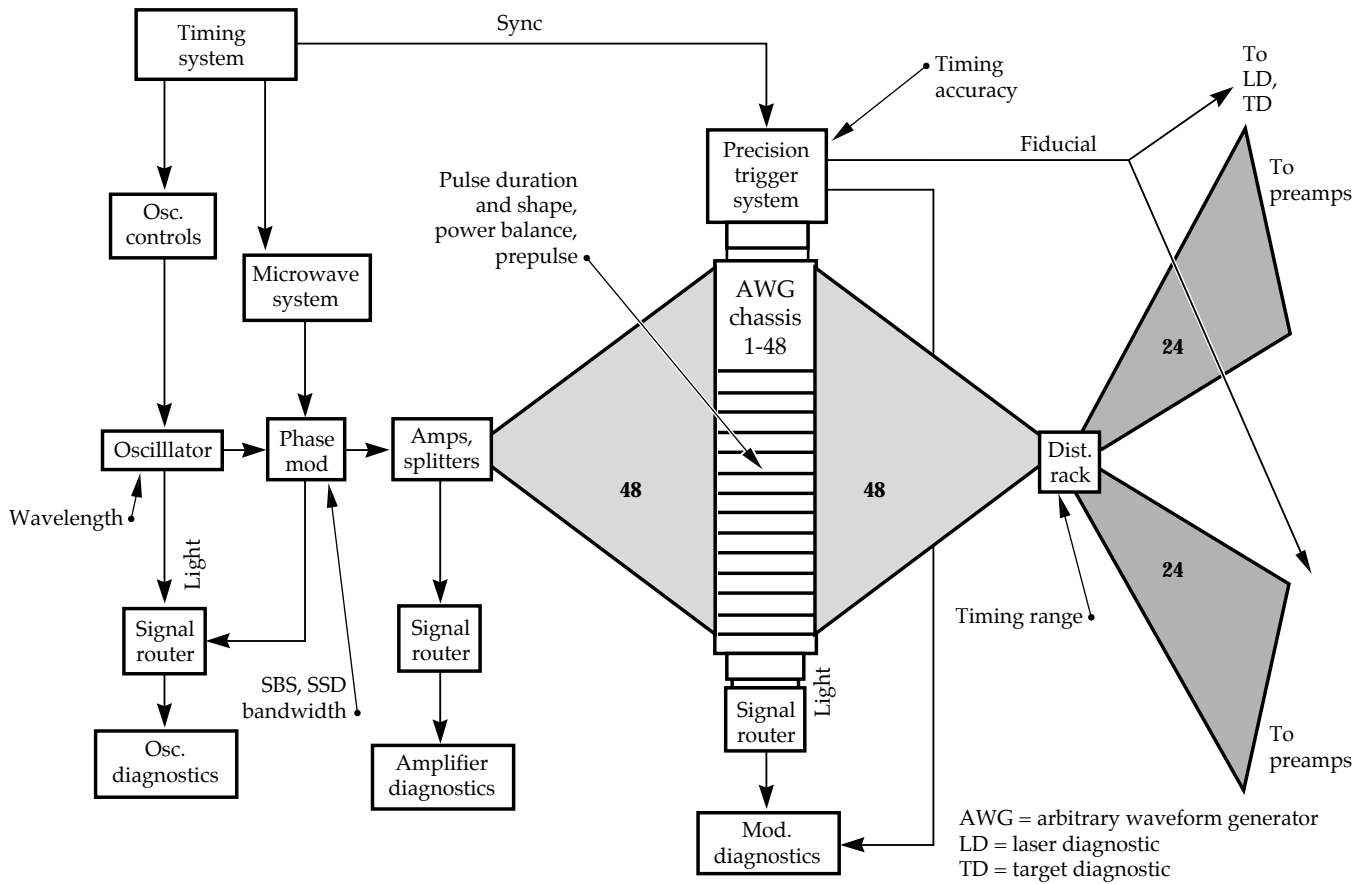 Timing
system
Sync
Timing
accuracy
To
LD,
TD
Precision
trigger
system
Fiducial
To
preamps
Osc.
controls
Pulse duration
and shape,
power balance,
prepulse
Microwave
system
AWG
chassis
1-48
24
Oscilllator
Phase
mod
Amps,
splitters
Dist.
rack
48
48
Wavelength
Light
24
Signal
router
Signal
router
Timing range
SBS, SSD
bandwidth
Light
Signal
router
Osc.
diagnostics
Amplifier
diagnostics
To
preamps
Mod.
diagnostics
AWG = arbitrary waveform generator
LD = laser diagnostic
TD = target diagnostic